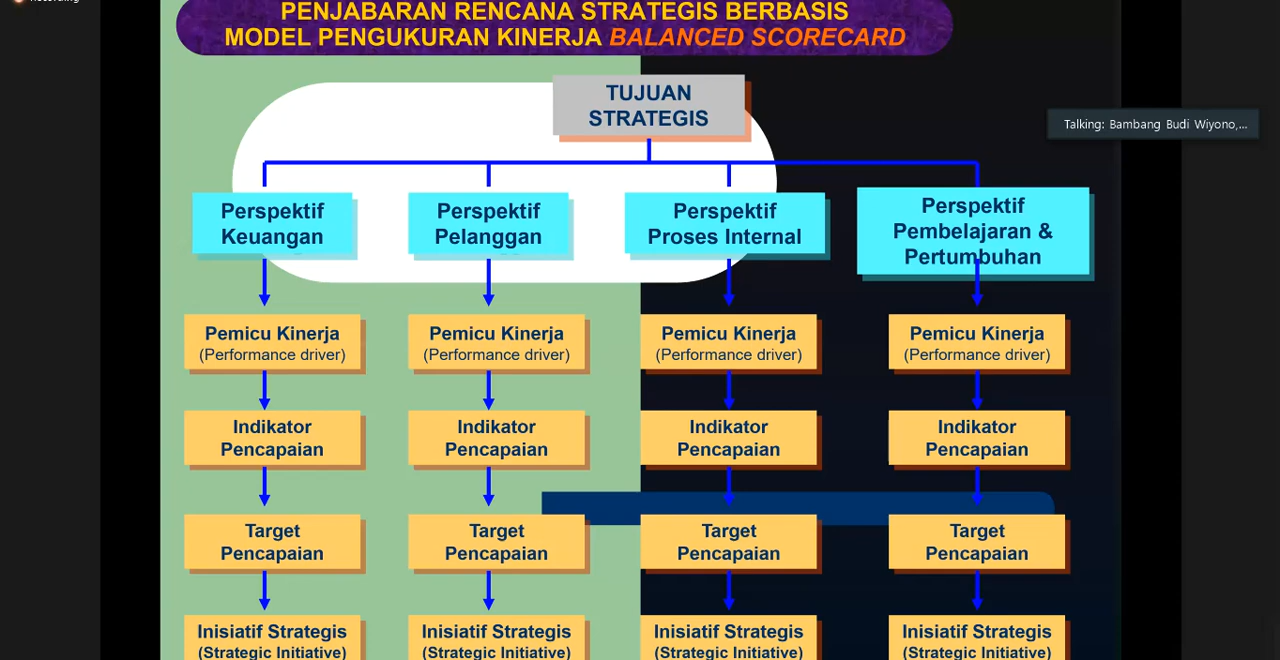 Recording
PENJABARAN RENCANA STRATEGIS BERBASIS
MODEL PENGUKURAN KINERJA BALANCED SCORECARD
TUJUAN
STRATEGIS
Talking: Bambang Budi Wiyono,...
Perspektif
Keuangan
Perspektif
Pelanggan
Perspektif
Proses Internal
Perspektif
Pembelajaran &
Pertumbuhan
Pemicu Kinerja
(Performance driver)
Pemicu Kinerja
(Performance driver)
Pemicu Kinerja
(Performance driver)
Pemicu Kinerja
(Performance driver)
Indikator
Pencapaian
Indikator
Pencapaian
Indikator
Pencapaian
Indikator
Pencapaian
Target
Pencapaian
Target
Pencapaian
Target
Pencapaian
Target
Pencapaian
Inisiatif Strategis
(Strategic Initiative)
Inisiatif Strategis
(Strategic Initiative)
Inisiatif Strategis
(Strategic Initiative)
Inisiatif Strategis
(Strategic Initiative)